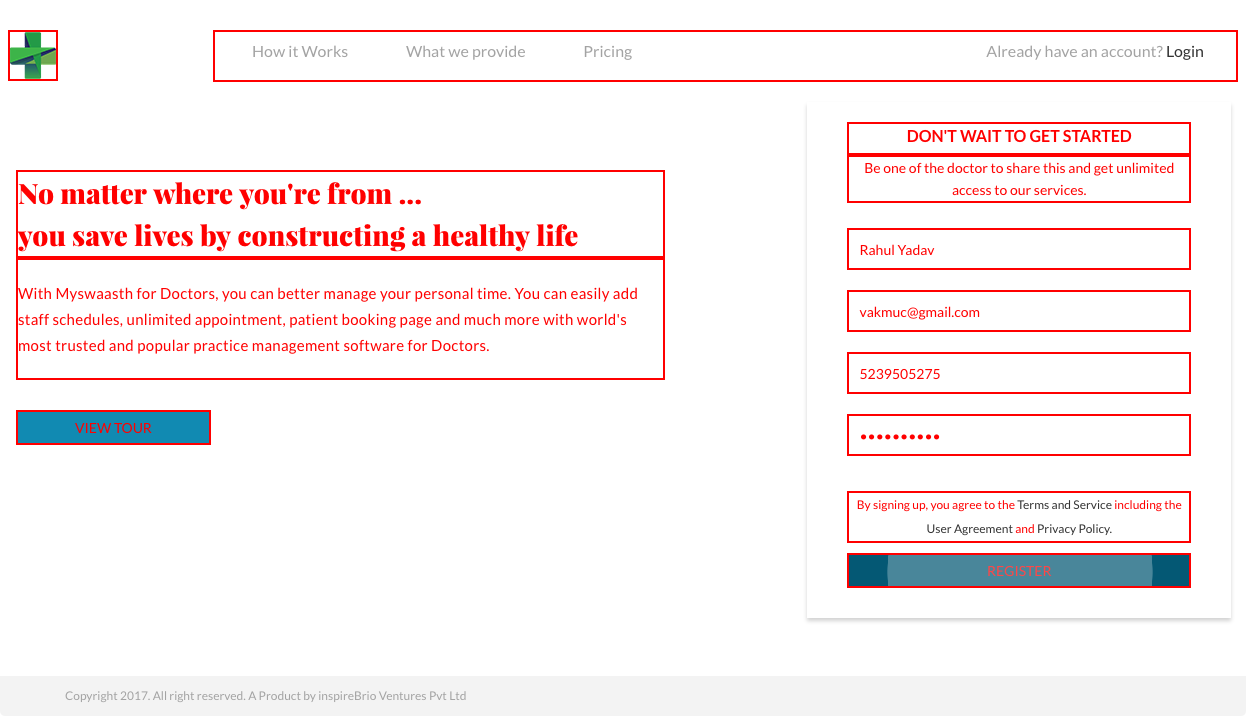 How it Works What we provide Pricing Already have an account? Login
No matter where you're from ...
you save lives by constructing a healthy life
With Myswaasth for Doctors, you can better manage your personal time. You can easily add
staff schedules, unlimited appointment, patient booking page and much more with world's
most trusted and popular practice management software for Doctors.
VIEW TOUR
DON'T WAIT TO GET STARTED
Be one of the doctor to share this and get unlimited
access to our services.
Rahul Yadav
vakmuc@gmail.com
5239505275
••••••••••
By signing up, you agree to the Terms and Service including the
User Agreement and Privacy Policy.
REGISTER
Copyright 2017. All right reserved. A Product by inspireBrio Ventures Pvt Ltd